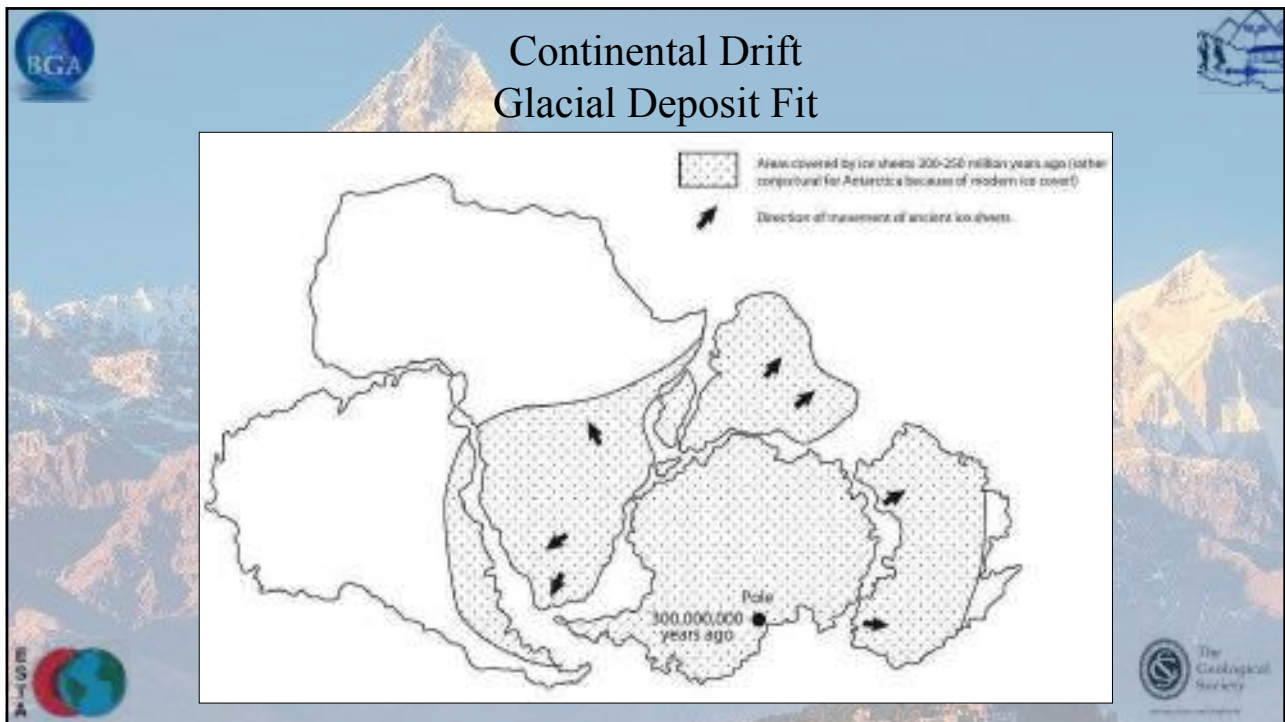 BGA
Continental Drift
Glacial Deposit Fit
Areas covered by ice sheets 300-250 million years ago (rather
conjectural for Antarctica because of modern ice cover)
Direction of movement of ancient ice sheets
Pole
300,000,000
years ago
ESTA
The
Geological
Society